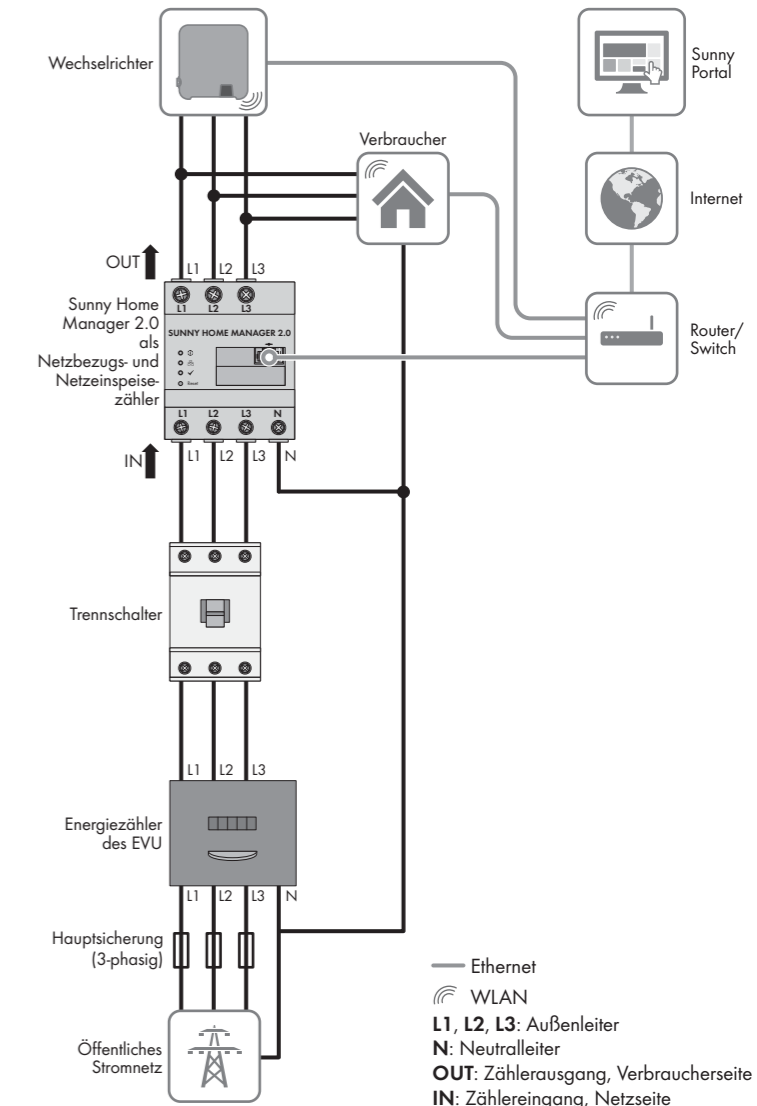 Wechselrichter
Sunny
Portal
Verbraucher
Internet
OUT
L1 L2 L3
L1 L2 L3
Sunny Home
Manager 2.0
als
Netzbezugs- und
Netzeinspeise-
zähler
SUNNY HOME MANAGER 2.0
Router/
Switch
L1 L2 L3 N
IN
L1 L2 L3 N
Trennschalter
L1 L2 L3
Energiezähler
des EVU
L1 L2 L3 N
Hauptsicherung
(3-phasig)
Öffentliches
Stromnetz
Ethernet
WLAN
L1, L2, L3: Außenleiter
N: Neutralleiter
OUT: Zählerausgang, Verbraucherseite
IN: Zählereingang, Netzseite